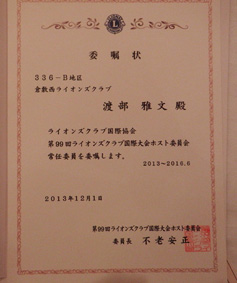 委嘱状
336-B地区
倉敷西ライオンズクラブ
渡部 雅文 殿
ライオンズクラブ国際協会
第99回ライオンズクラブ国際大会ホスト委員会
常任委員を委嘱します。
2013~2016.6
2013年12月1日
第99回ライオンズクラブ国際大会ホスト委員会
委員長 不老安正